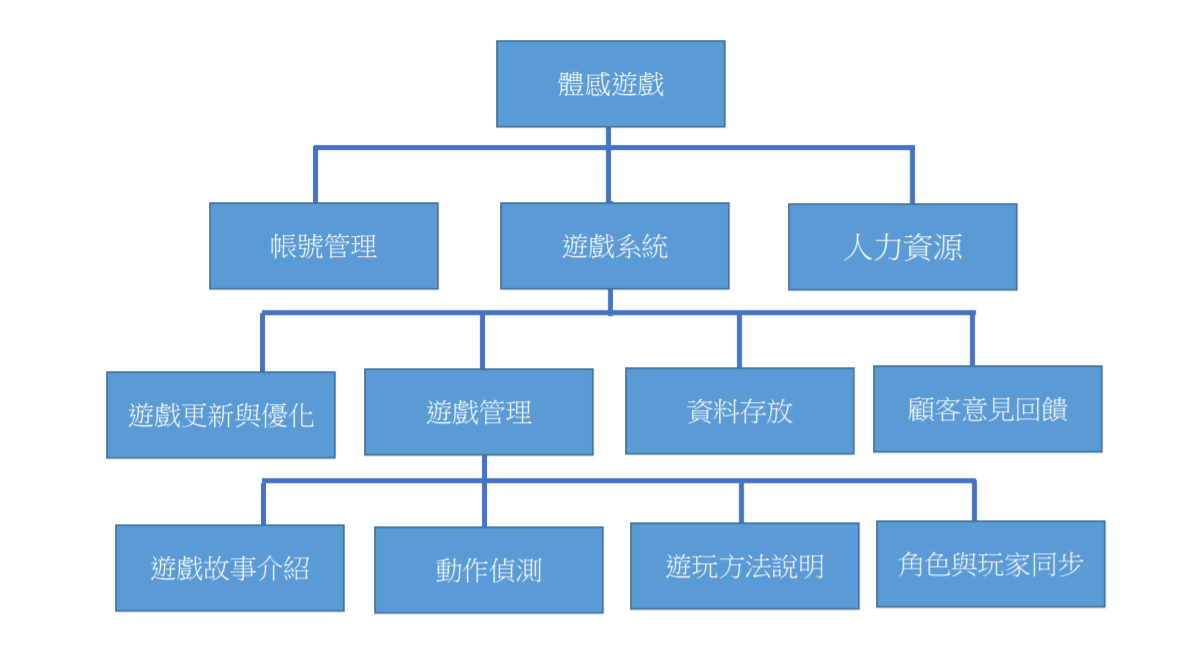 體感遊戲
帳號管理
遊戲系統
人力資源
遊戲更新與優化
遊戲管理
資料存放
顧客意見回饋
遊戲故事介紹
動作偵測
遊玩方法說明
角色與玩家同步